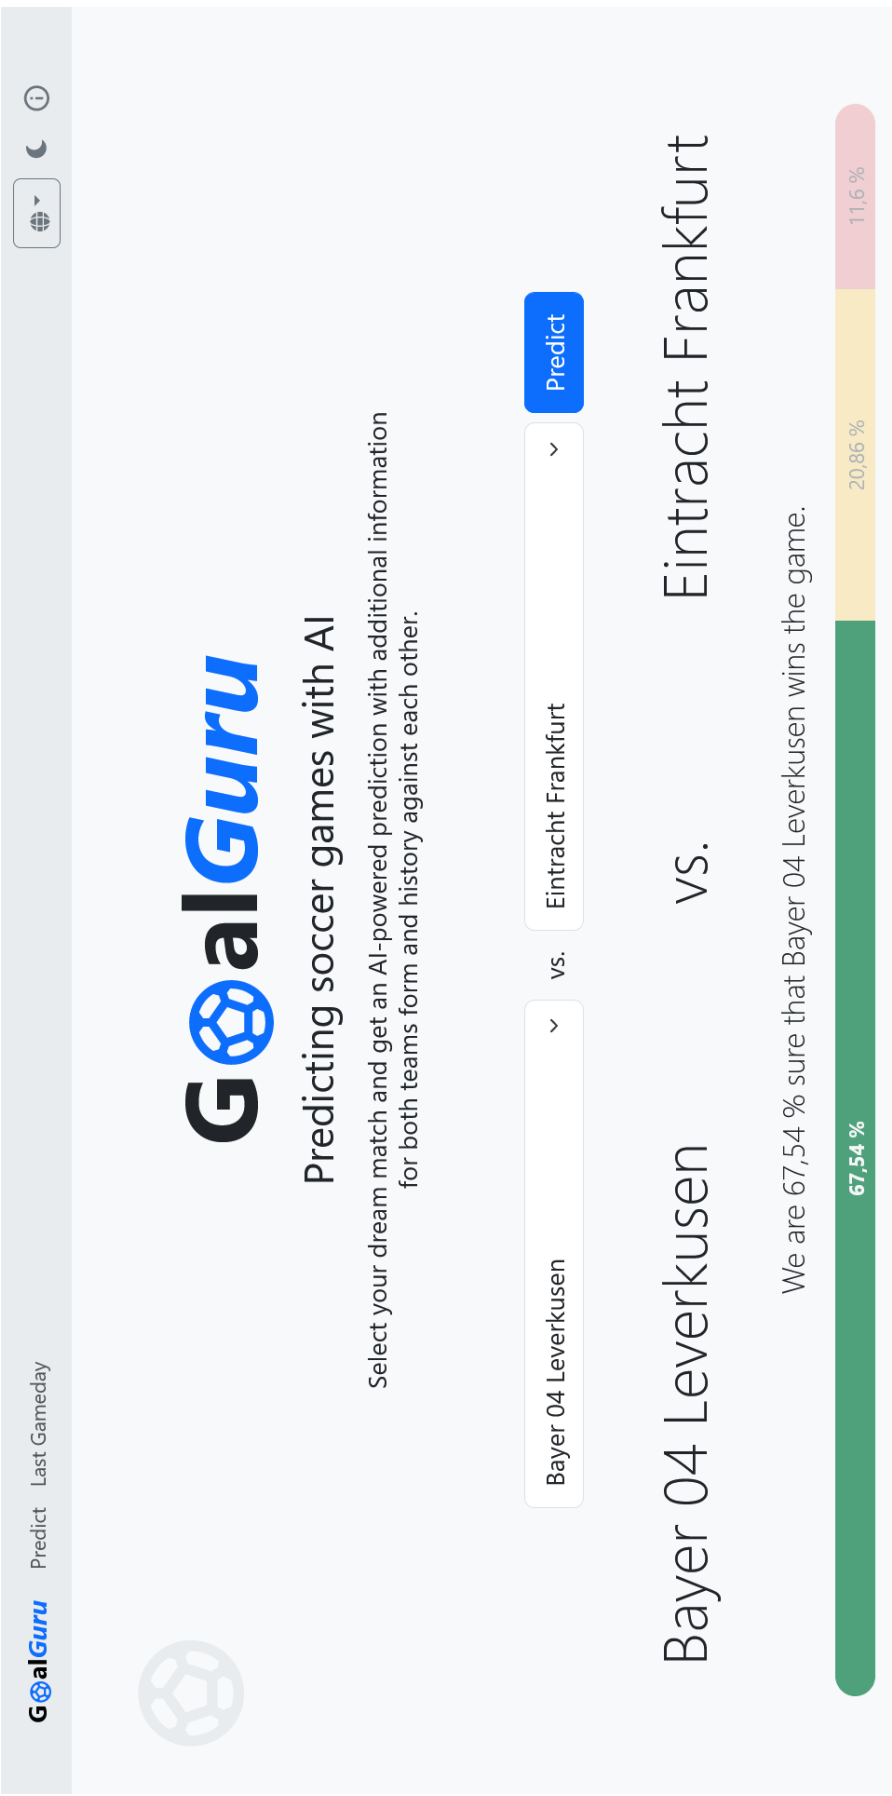 GoalGuru Predict Last Gameday
GoalGuru
Predicting soccer games with AI
Select your dream match and get an AI-powered prediction with additional information
for both teams form and history against each other.
Bayer 04 Leverkusen vs. Eintracht Frankfurt Predict
Bayer 04 Leverkusen vs. Eintracht Frankfurt
We are 67,54 % sure that Bayer 04 Leverkusen wins the game.
67,54 % 20,86 % 11,6 %